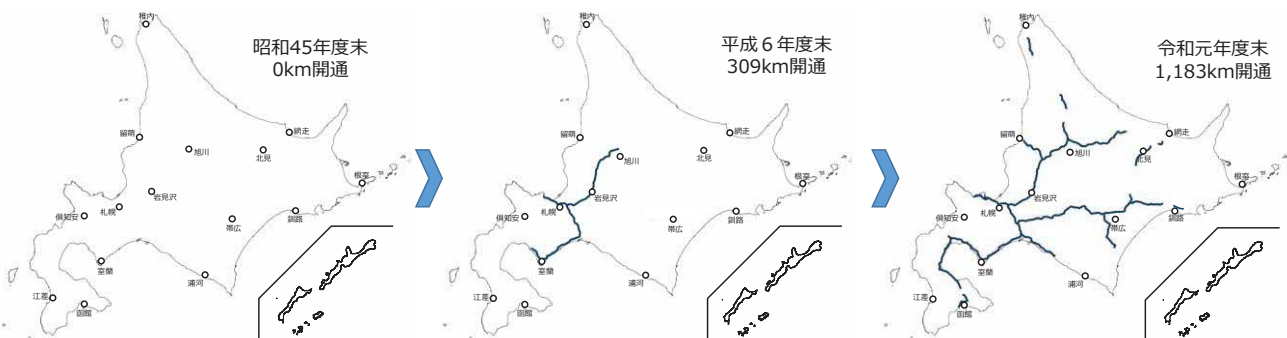 稚内
昭和45年度末
0km開通
留萌
旭川
網走
北見
岩見沢
根室
倶知安
札幌
釧路
帯広
室蘭
浦河
江差
函館
稚内
平成6年度末
309km開通
留萌
旭川
網走
北見
岩見沢
根室
倶知安
札幌
釧路
帯広
室蘭
浦河
江差
函館
稚内
令和元年度末
1,183km開通
留萌
旭川
網走
北見
岩見沢
根室
倶知安
札幌
釧路
帯広
室蘭
浦河
江差
函館